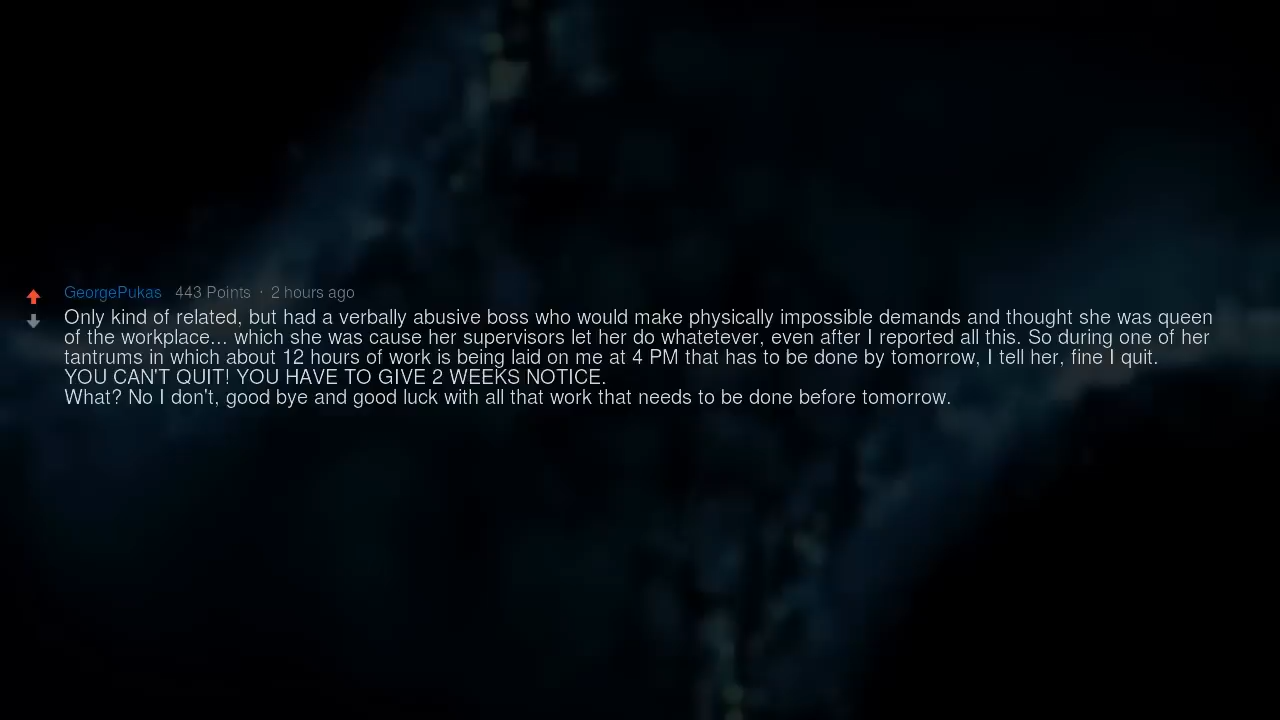 GeorgePukas 443 Points · 2 hours ago
Only kind of related, but had a verbally abusive boss who would make physically impossible demands and thought she was queen
of the workplace... which she was cause her supervisors let her do whatetever, even after I reported all this. So during one of her
tantrums in which about 12 hours of work is being laid on me at 4 PM that has to be done by tomorrow, I tell her, fine I quit.
YOU CAN'T QUIT! YOU HAVE TO GIVE 2 WEEKS NOTICE.
What? No I don't, good bye and good luck with all that work that needs to be done before tomorrow.